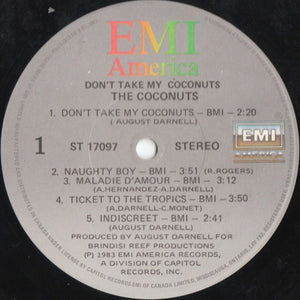 EMI
America
DON'T TAKE MY COCONUTS
THE COCONUTS
1. DON'T TAKE MY COCONUTS – BMI – 2:20
(AUGUST DARNELL)
1 ST 17097 STEREO
EMI
AMERICA
2. NAUGHTY BOY – BMI – 3:51 (R.ROGERS)
3. MALADIE D'AMOUR – BMI – 3:12
(A.HERNANDEZ-A.DARNELL)
4. TICKET TO THE TROPICS – BMI – 3:50
(A.DARNELL-C.MONET)
5. INDISCREET – BMI – 2:41
(AUGUST DARNELL)
PRODUCED BY AUGUST DARNELL FOR
BRINDISI REEF PRODUCTIONS
(P) 1983 EMI AMERICA RECORDS,
A DIVISION OF CAPITOL
RECORDS, INC.